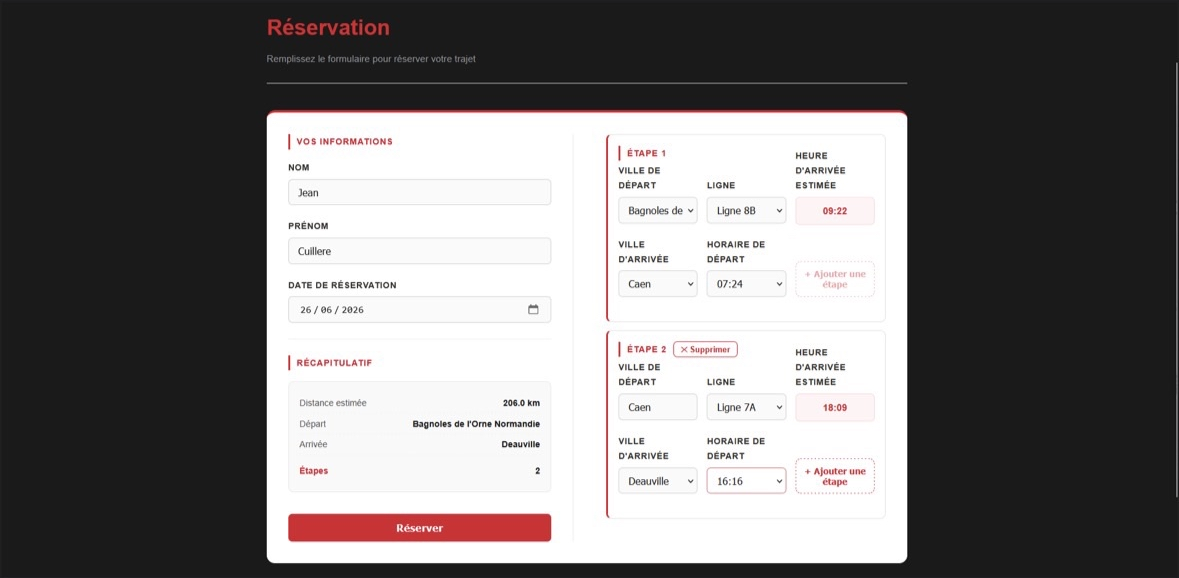 Réservation
Remplissez le formulaire pour réserver votre trajet
VOS INFORMATIONS
NOM
Jean
PRÉNOM
Cuillere
DATE DE RÉSERVATION
26 / 06 / 2026
RÉCAPITULATIF
Distance estimée 206.0 km
Départ Bagnoles de l'Orne Normandie
Arrivée Deauville
Étapes 2
Réserver
ÉTAPE 1
VILLE DE
DÉPART
Bagnoles de
LIGNE
Ligne 8B
HEURE
D'ARRIVÉE
ESTIMÉE
09:22
VILLE
D'ARRIVÉE
Caen
HORAIRE DE
DÉPART
07:24
+ Ajouter une
étape
ÉTAPE 2
× Supprimer
VILLE DE
DÉPART
Caen
LIGNE
Ligne 7A
HEURE
D'ARRIVÉE
ESTIMÉE
18:09
VILLE
D'ARRIVÉE
Deauville
HORAIRE DE
DÉPART
16:16
+ Ajouter une
étape